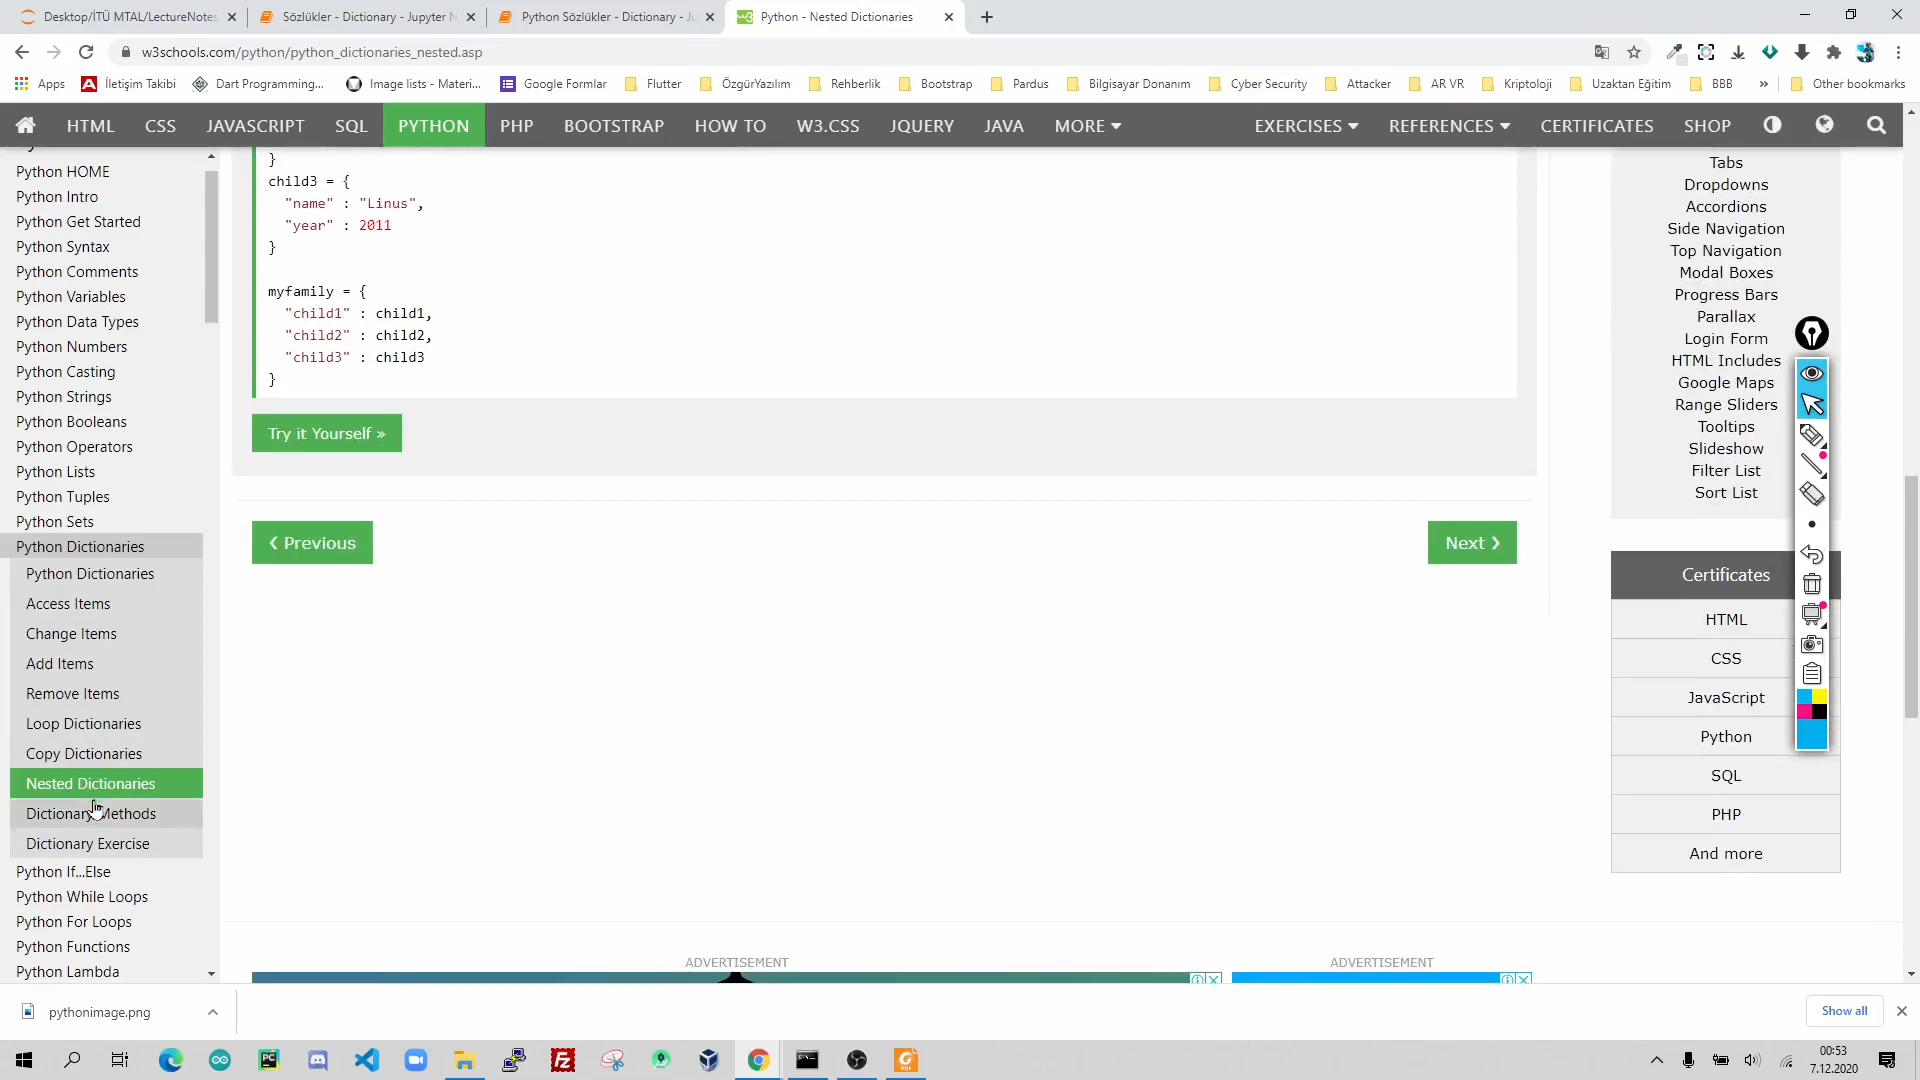 Desktop/İTÜ MTAL/LectureNotes
Sözlükler - Dictionary - Jupyter N
Python Sözlükler - Dictionary - Ju
Python - Nested Dictionaries
w3schools.com/python/python_dictionaries_nested.asp
Apps İletişim Takibi Dart Programming... Image lists - Materi... Google Formlar Flutter ÖzgürYazılım Rehberlik Bootstrap Pardus Bilgisayar Donanım Cyber Security Attacker AR VR Kriptoloji Uzaktan Eğitim BBB » Other bookmarks
HTML CSS JAVASCRIPT SQL PYTHON PHP BOOTSTRAP HOW TO W3.CSS JQUERY JAVA MORE EXERCISES REFERENCES CERTIFICATES SHOP
Python HOME
Python Intro
Python Get Started
Python Syntax
Python Comments
Python Variables
Python Data Types
Python Numbers
Python Casting
Python Strings
Python Booleans
Python Operators
Python Lists
Python Tuples
Python Sets
Python Dictionaries
Python Dictionaries
Access Items
Change Items
Add Items
Remove Items
Loop Dictionaries
Copy Dictionaries
Nested Dictionaries
Dictionary Methods
Dictionary Exercise
Python If...Else
Python While Loops
Python For Loops
Python Functions
Python Lambda
}
child3 = {
"name" : "Linus",
"year" : 2011
}
myfamily = {
"child1" : child1,
"child2" : child2,
"child3" : child3
}
Try it Yourself »
❮ Previous
Next ❯
ADVERTISEMENT
ADVERTISEMENT
Tabs
Dropdowns
Accordions
Side Navigation
Top Navigation
Modal Boxes
Progress Bars
Parallax
Login Form
HTML Includes
Google Maps
Range Sliders
Tooltips
Slideshow
Filter List
Sort List
Certificates
HTML
CSS
JavaScript
Python
SQL
PHP
And more
pythonimage.png
Show all
00:53
7.12.2020